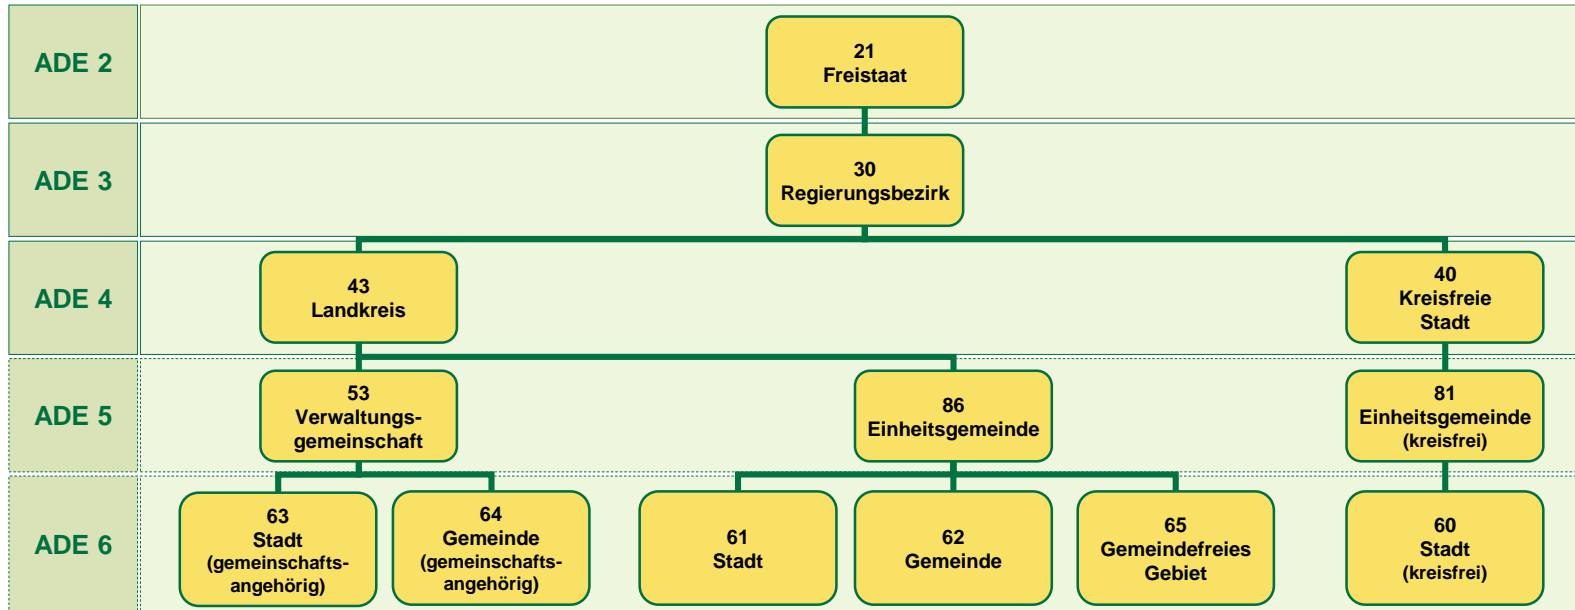 ADE 2
21
Freistaat
ADE 3
30
Regierungsbezirk
ADE 4
43
Landkreis
40
Kreisfreie
Stadt
ADE 5
53
Verwaltungs-
gemeinschaft
86
Einheitsgemeinde
81
Einheitsgemeinde
(kreisfrei)
ADE 6
63
Stadt
(gemeinschafts-
angehörig)
64
Gemeinde
(gemeinschafts-
angehörig)
61
Stadt
62
Gemeinde
65
Gemeindefreies
Gebiet
60
Stadt
(kreisfrei)